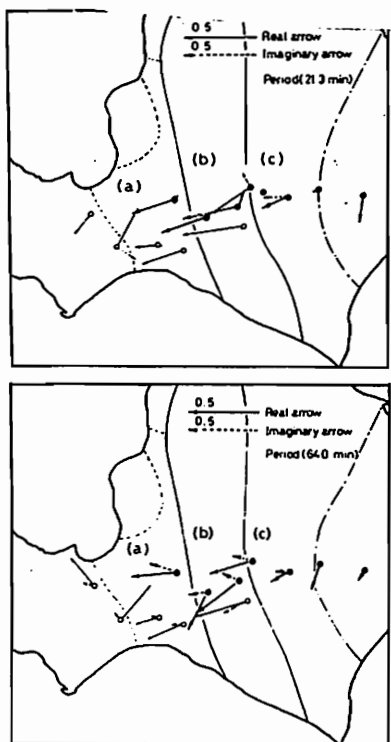 0.5
Real arrow
0.5
Imaginary arrow
Period(21.3 min)
(b)
(c)
(a)
0.5
Real arrow
0.5
Imaginary arrow
Period(64.0 min)
(b)
(c)
(a)